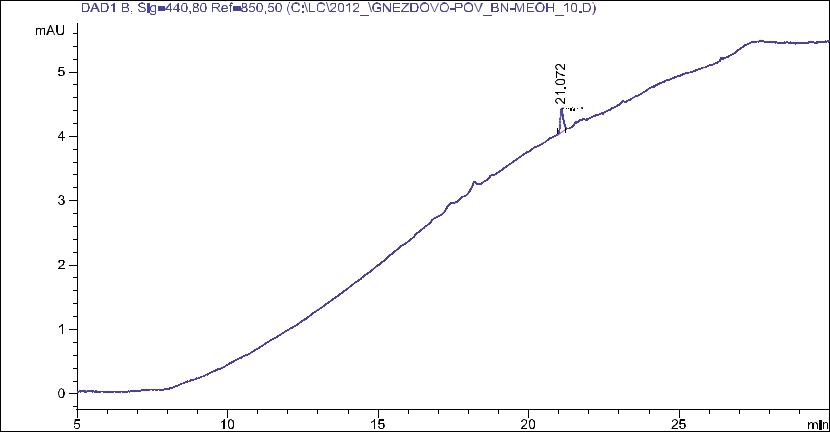 DAD1 B, Sig=440,80 Ref=850,50 (C:\LC\2012_\GNEZDOVO-POV_BN-MEOH_10.D)
mAU
21.072
5
4
3
2
1
0
5 10 15 20 25 min